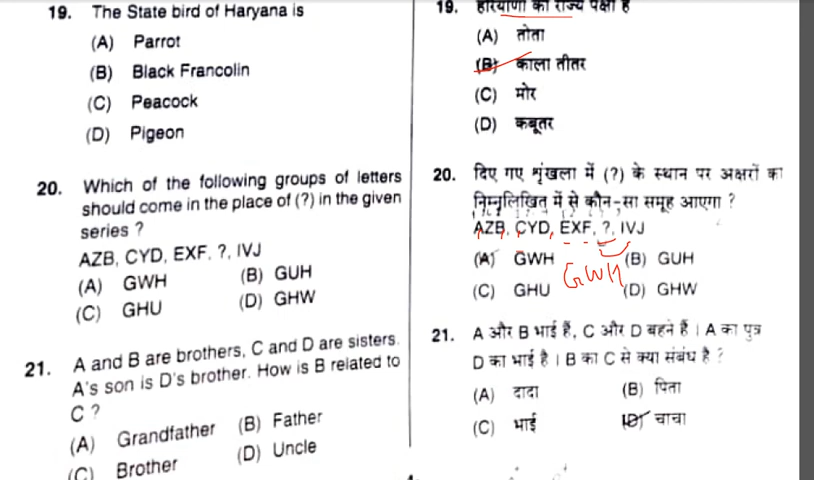 19. The State bird of Haryana is
(A) Parrot
(B) Black Francolin
(C) Peacock
(D) Pigeon
20. Which of the following groups of letters
should come in the place of (?) in the given
series ?
AZB, CYD, EXF, ?, IVJ
(A) GWH (B) GUH
(C) GHU (D) GHW
21. A and B are brothers, C and D are sisters.
A's son is D's brother. How is B related to
C ?
(A) Grandfather (B) Father
(C) Brother (D) Uncle
19. हरियाणा का राज्य पक्षी है
(A) तोता
(B) काला तीतर
(C) मोर
(D) कबूतर
20. दिए गए शृंखला में (?) के स्थान पर अक्षरों का
निम्नलिखित में से कौन-सा समूह आएगा ?
AZB, CYD, EXF, ?, IVJ
(A) GWH (B) GUH
GWH
(C) GHU (D) GHW
21. A और B भाई हैं, C और D बहनें हैं । A का पुत्र
D का भाई है । B का C से क्या संबंध है ?
(A) दादा (B) पिता
(C) भाई (D) चाचा